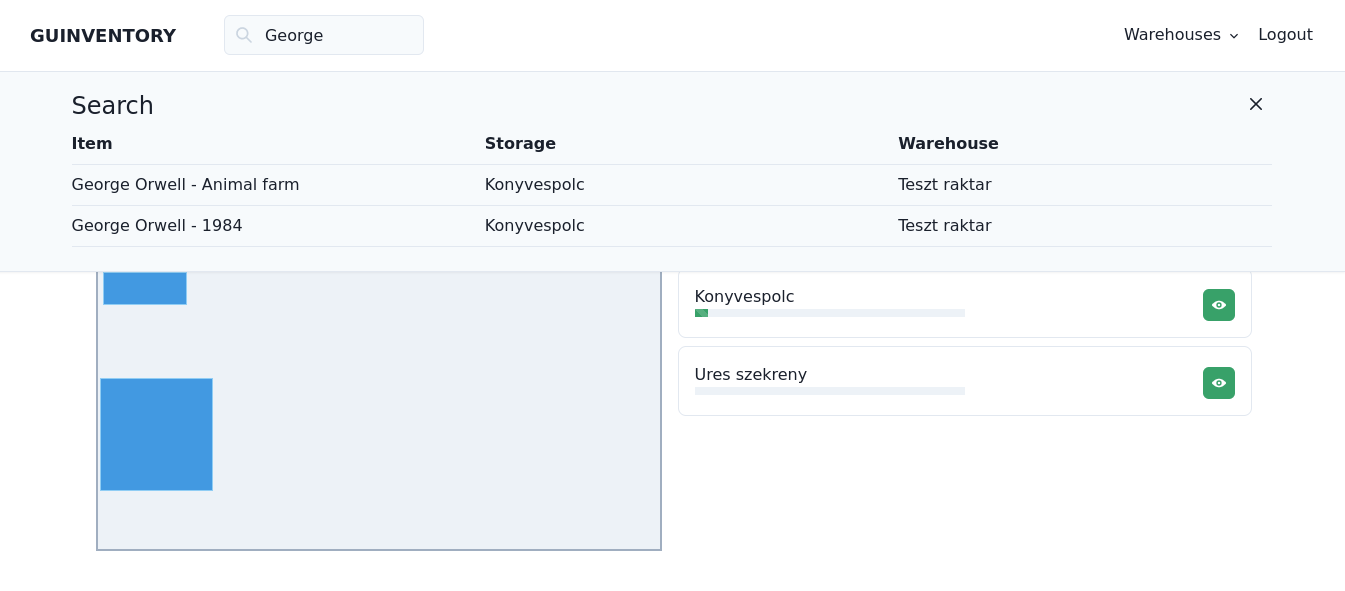 GUINVENTORY George Warehouses Logout
Search
Item Storage Warehouse
George Orwell - Animal farm Konyvespolc Teszt raktar
George Orwell - 1984 Konyvespolc Teszt raktar
Konyvespolc
Ures szekreny